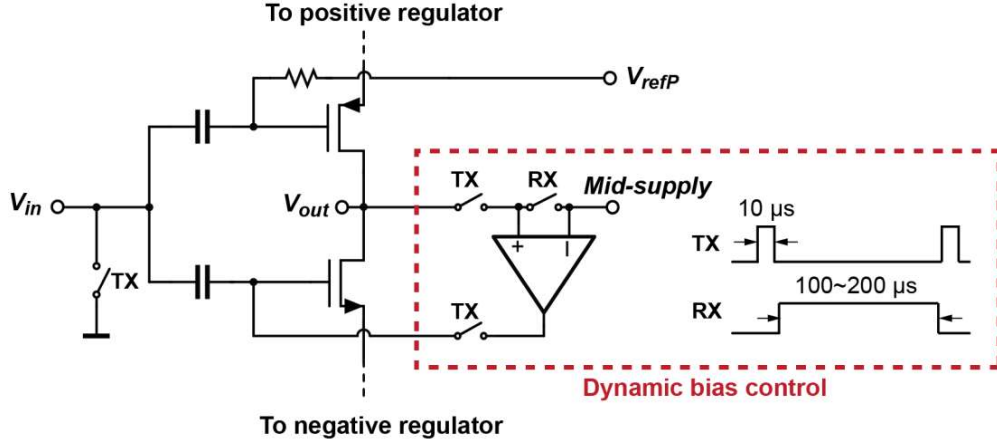 To positive regulator
VrefP
TX
RX
Mid-supply
Vin
Vout
+
−
10 µs
TX
TX
TX
100~200 µs
RX
Dynamic bias control
To negative regulator